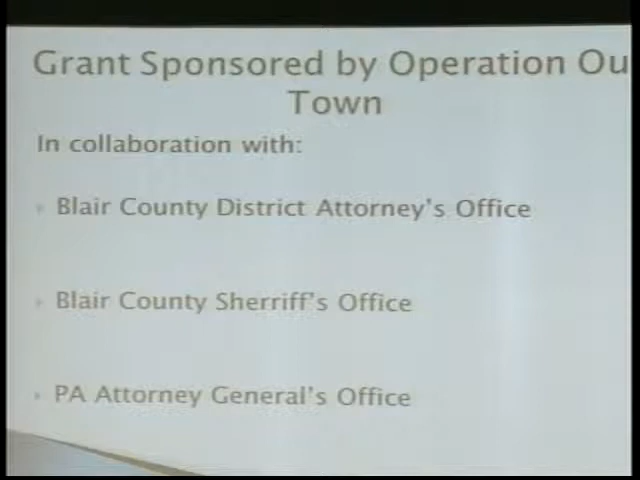 Grant Sponsored by Operation Ou
Town
In collaboration with:
Blair County District Attorney's Office
Blair County Sherriff's Office
PA Attorney General's Office